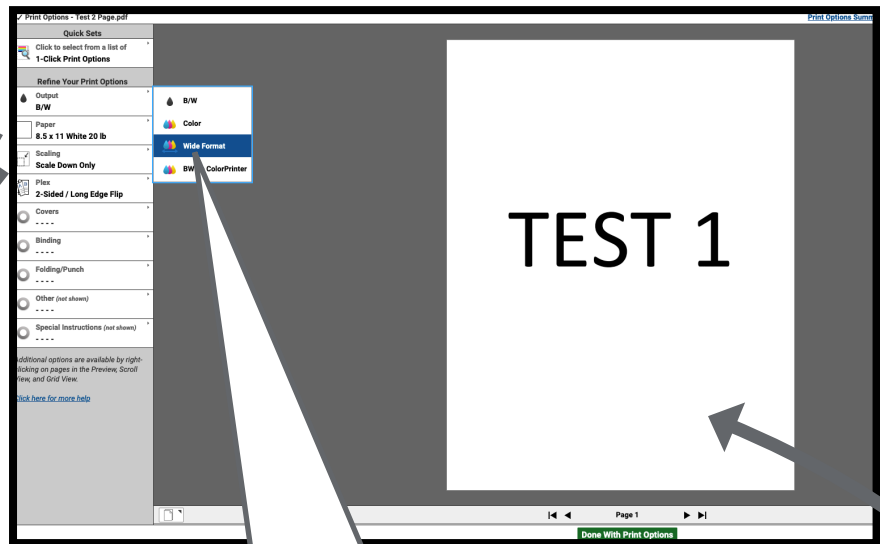 ✓ Print Options - Test 2 Page.pdf
Print Options Summ
Quick Sets
Click to select from a list of
1-Click Print Options
Refine Your Print Options
Output
B/W
Paper
8.5 x 11 White 20 lb
Scaling
Scale Down Only
Plex
2-Sided / Long Edge Flip
Covers
- - - -
Binding
- - - -
Folding/Punch
- - - -
Other (not shown)
- - - -
Special Instructions (not shown)
- - - -
Additional options are available by right-
clicking on pages in the Preview, Scroll
View, and Grid View.
Click here for more help
B/W
Color
Wide Format
BW ColorPrinter
TEST 1
Page 1
Done With Print Options